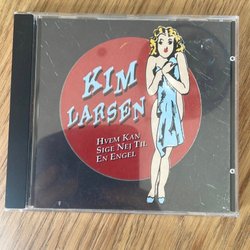 KIM
LARSEN
HVEM KAN
SIGE NEJ TIL
EN ENGEL